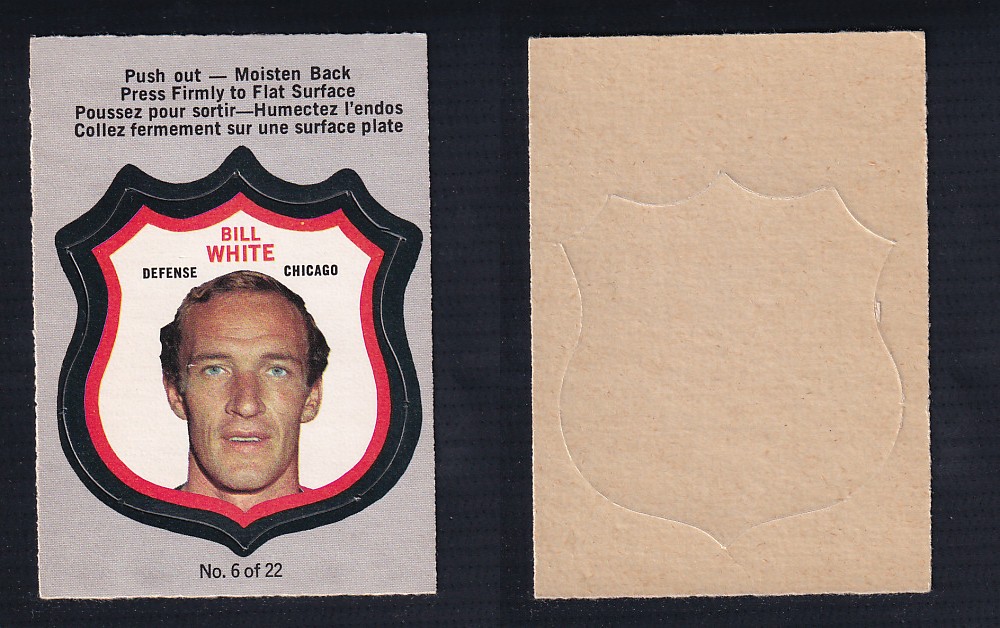 Push out — Moisten Back
Press Firmly to Flat Surface
Poussez pour sortir—Humectez l'endos
Collez fermement sur une surface plate
BILL
WHITE
DEFENSE CHICAGO
No. 6 of 22